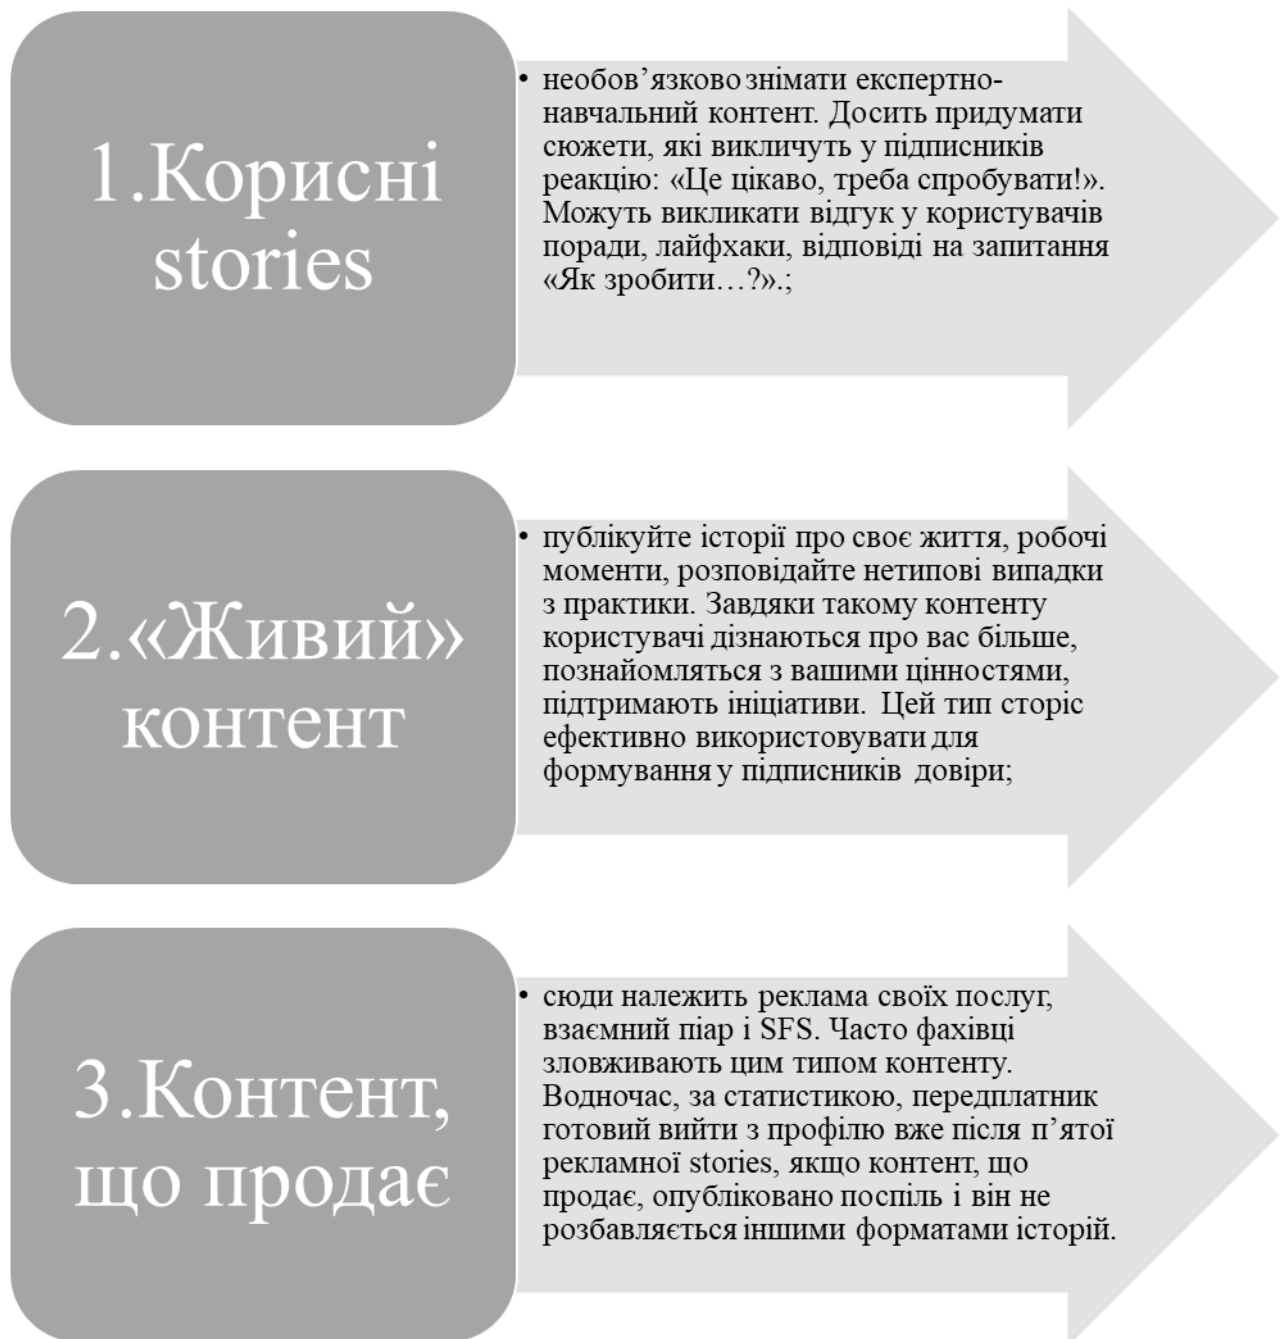 1.Корисні
stories
• необов’язково знімати експертно-
навчальний контент. Досить придумати
сюжети, які викличуть у підписників
реакцію: «Це цікаво, треба спробувати!».
Можуть викликати відгук у користувачів
поради, лайфхаки, відповіді на запитання
«Як зробити…?».;
2.«Живий»
контент
• публікуйте історії про своє життя, робочі
моменти, розповідайте нетипові випадки
з практики. Завдяки такому контенту
користувачі дізнаються про вас більше,
познайомляться з вашими цінностями,
підтримають ініціативи. Цей тип сторіс
ефективно використовувати для
формування у підписників довіри;
3.Контент,
що продає
• сюди належить реклама своїх послуг,
взаємний піар і SFS. Часто фахівці
зловживають цим типом контенту.
Водночас, за статистикою, передплатник
готовий вийти з профілю вже після п’ятої
рекламної stories, якщо контент, що
продає, опубліковано поспіль і він не
розбавляється іншими форматами історій.